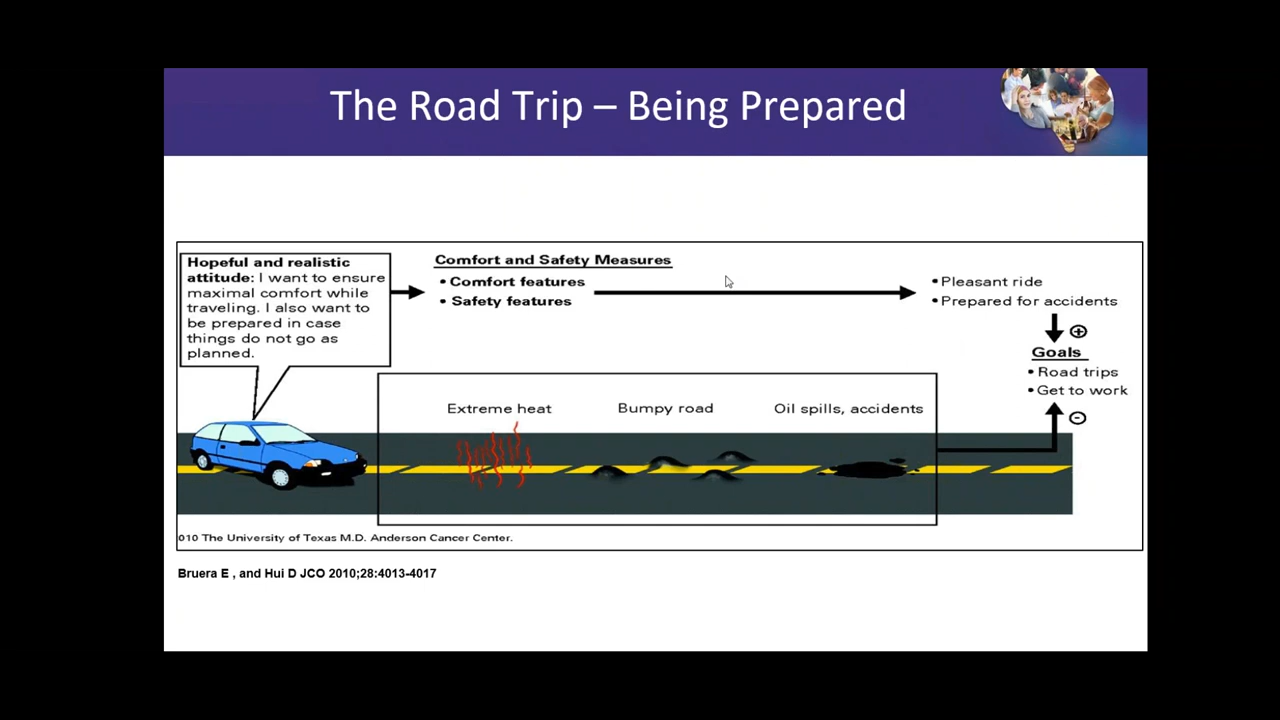 The Road Trip – Being Prepared
Hopeful and realistic
attitude: I want to ensure
maximal comfort while
traveling. I also want to
be prepared in case
things do not go as
planned.
Comfort and Safety Measures
• Comfort features
• Safety features
• Pleasant ride
• Prepared for accidents
+
Goals
• Road trips
• Get to work
-
Extreme heat
Bumpy road
Oil spills, accidents
010 The University of Texas M.D. Anderson Cancer Center.
Bruera E , and Hui D JCO 2010;28:4013-4017